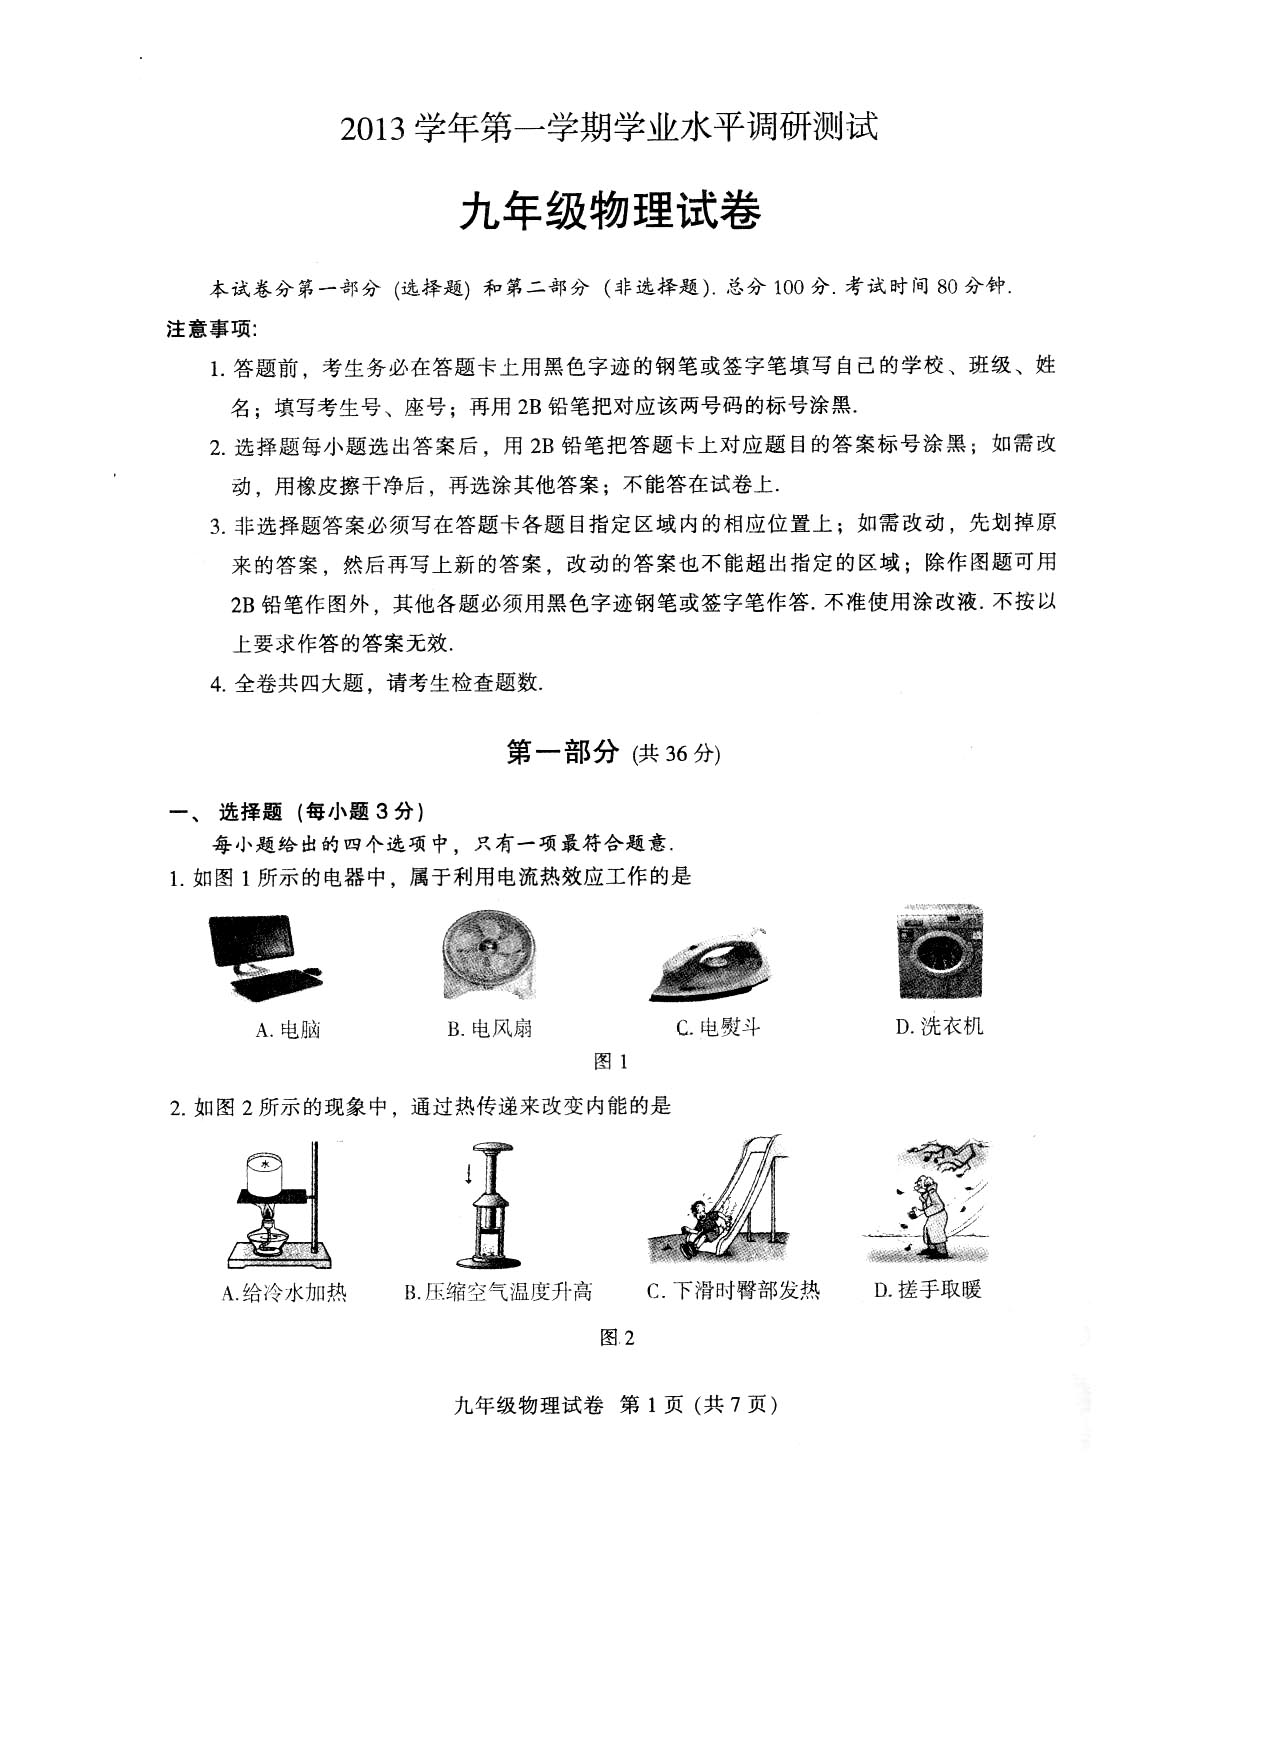 2013 学年第一学期学业水平调研测试
九年级物理试卷
本试卷分第一部分 (选择题) 和第二部分 (非选择题). 总分 100 分. 考试时间 80 分钟.
注意事项:
1. 答题前，考生务必在答题卡上用黑色字迹的钢笔或签字笔填写自己的学校、班级、姓
名；填写考生号、座号；再用 2B 铅笔把对应该两号码的标号涂黑.
2. 选择题每小题选出答案后，用 2B 铅笔把答题卡上对应题目的答案标号涂黑；如需改
动，用橡皮擦干净后，再选涂其他答案；不能答在试卷上.
3. 非选择题答案必须写在答题卡各题目指定区域内的相应位置上；如需改动，先划掉原
来的答案，然后再写上新的答案，改动的答案也不能超出指定的区域；除作图题可用
2B 铅笔作图外，其他各题必须用黑色字迹钢笔或签字笔作答. 不准使用涂改液. 不按以
上要求作答的答案无效.
4. 全卷共四大题，请考生检查题数.
第一部分 (共 36 分)
一、 选择题 (每小题 3 分)
每小题给出的四个选项中，只有一项最符合题意.
1. 如图 1 所示的电器中，属于利用电流热效应工作的是
A. 电脑 B. 电风扇 C. 电熨斗 D. 洗衣机
图 1
2. 如图 2 所示的现象中，通过热传递来改变内能的是
水
A.给冷水加热 B.压缩空气温度升高 C. 下滑时臀部发热 D. 搓手取暖
图 2
九年级物理试卷 第 1 页 (共 7 页)